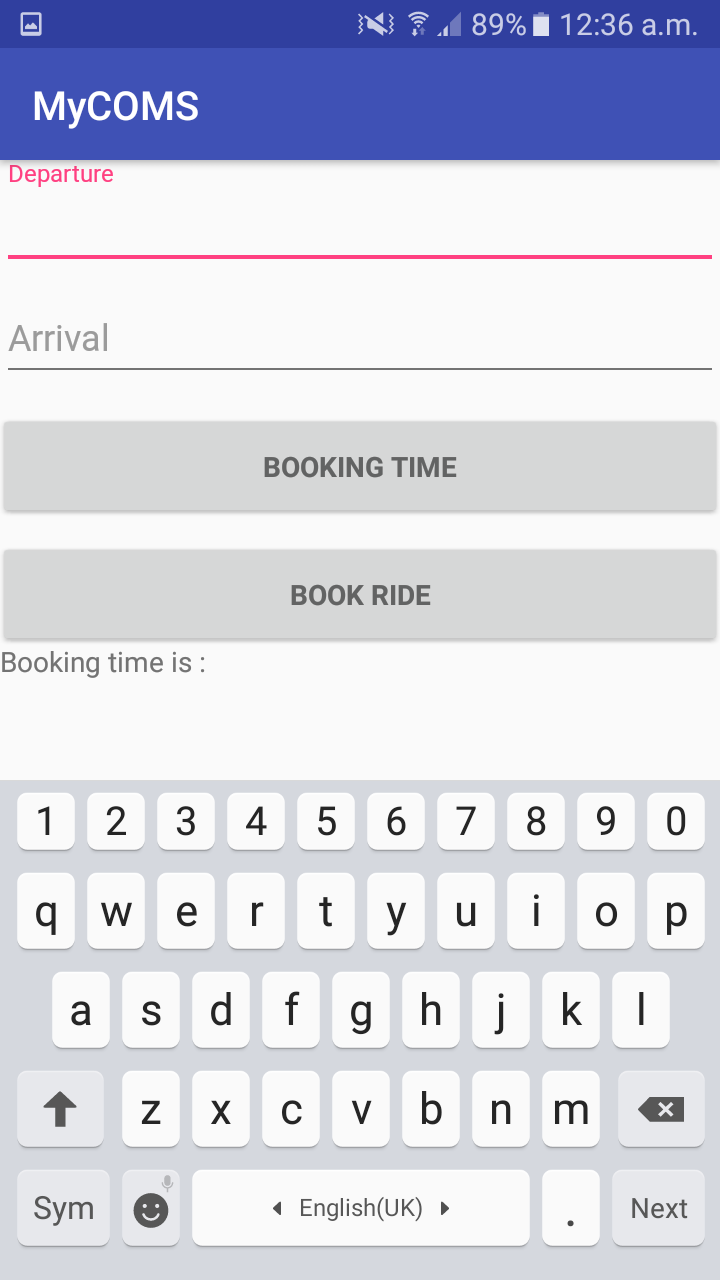 89% 12:36 a.m.
MyCOMS
Departure
Arrival
BOOKING TIME
BOOK RIDE
Booking time is :
1 2 3 4 5 6 7 8 9 0
q w e r t y u i o p
a s d f g h j k l
z x c v b n m
Sym English(UK) . Next